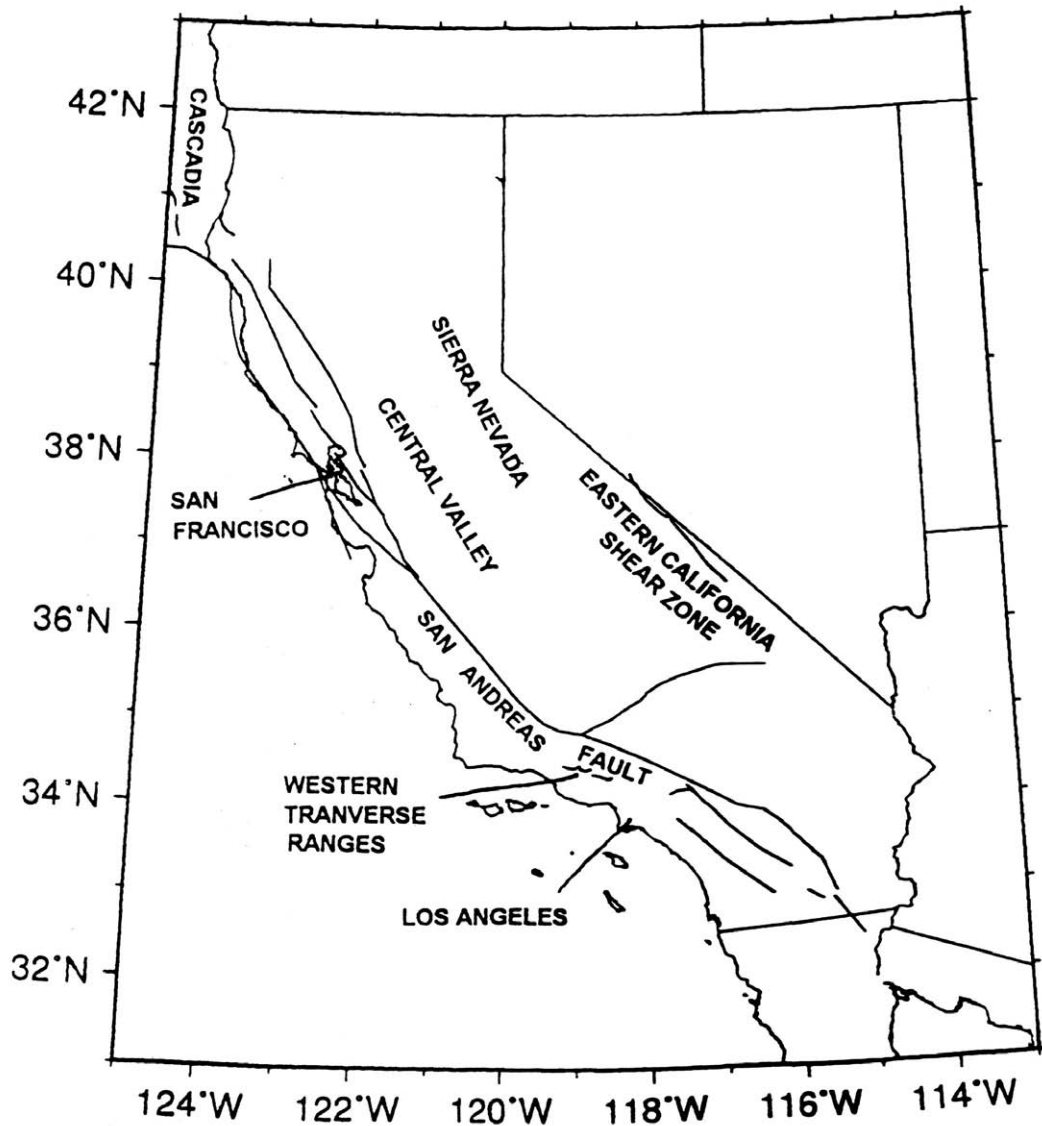 42°N
40°N
38°N
36°N
34°N
32°N
CASCADIA
SIERRA NEVADA
CENTRAL VALLEY
SAN
FRANCISCO
EASTERN CALIFORNIA
SHEAR ZONE
SAN ANDREAS FAULT
WESTERN
TRANVERSE
RANGES
LOS ANGELES
124°W 122°W 120°W 118°W 116°W 114°W